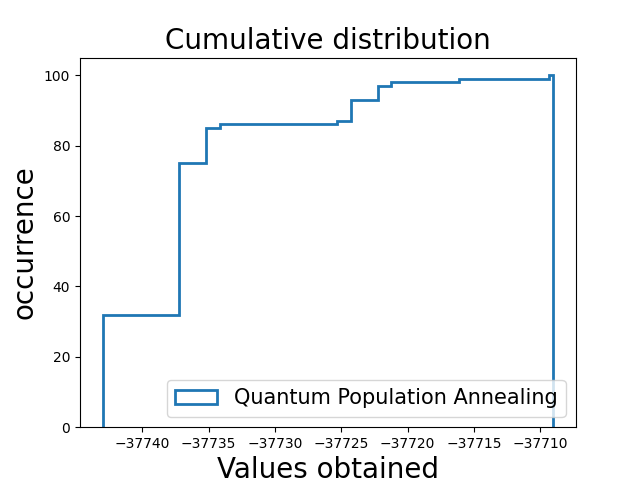 Cumulative distribution
occurrence
100
80
60
40
20
0
Quantum Population Annealing
−37740 −37735 −37730 −37725 −37720 −37715 −37710
Values obtained